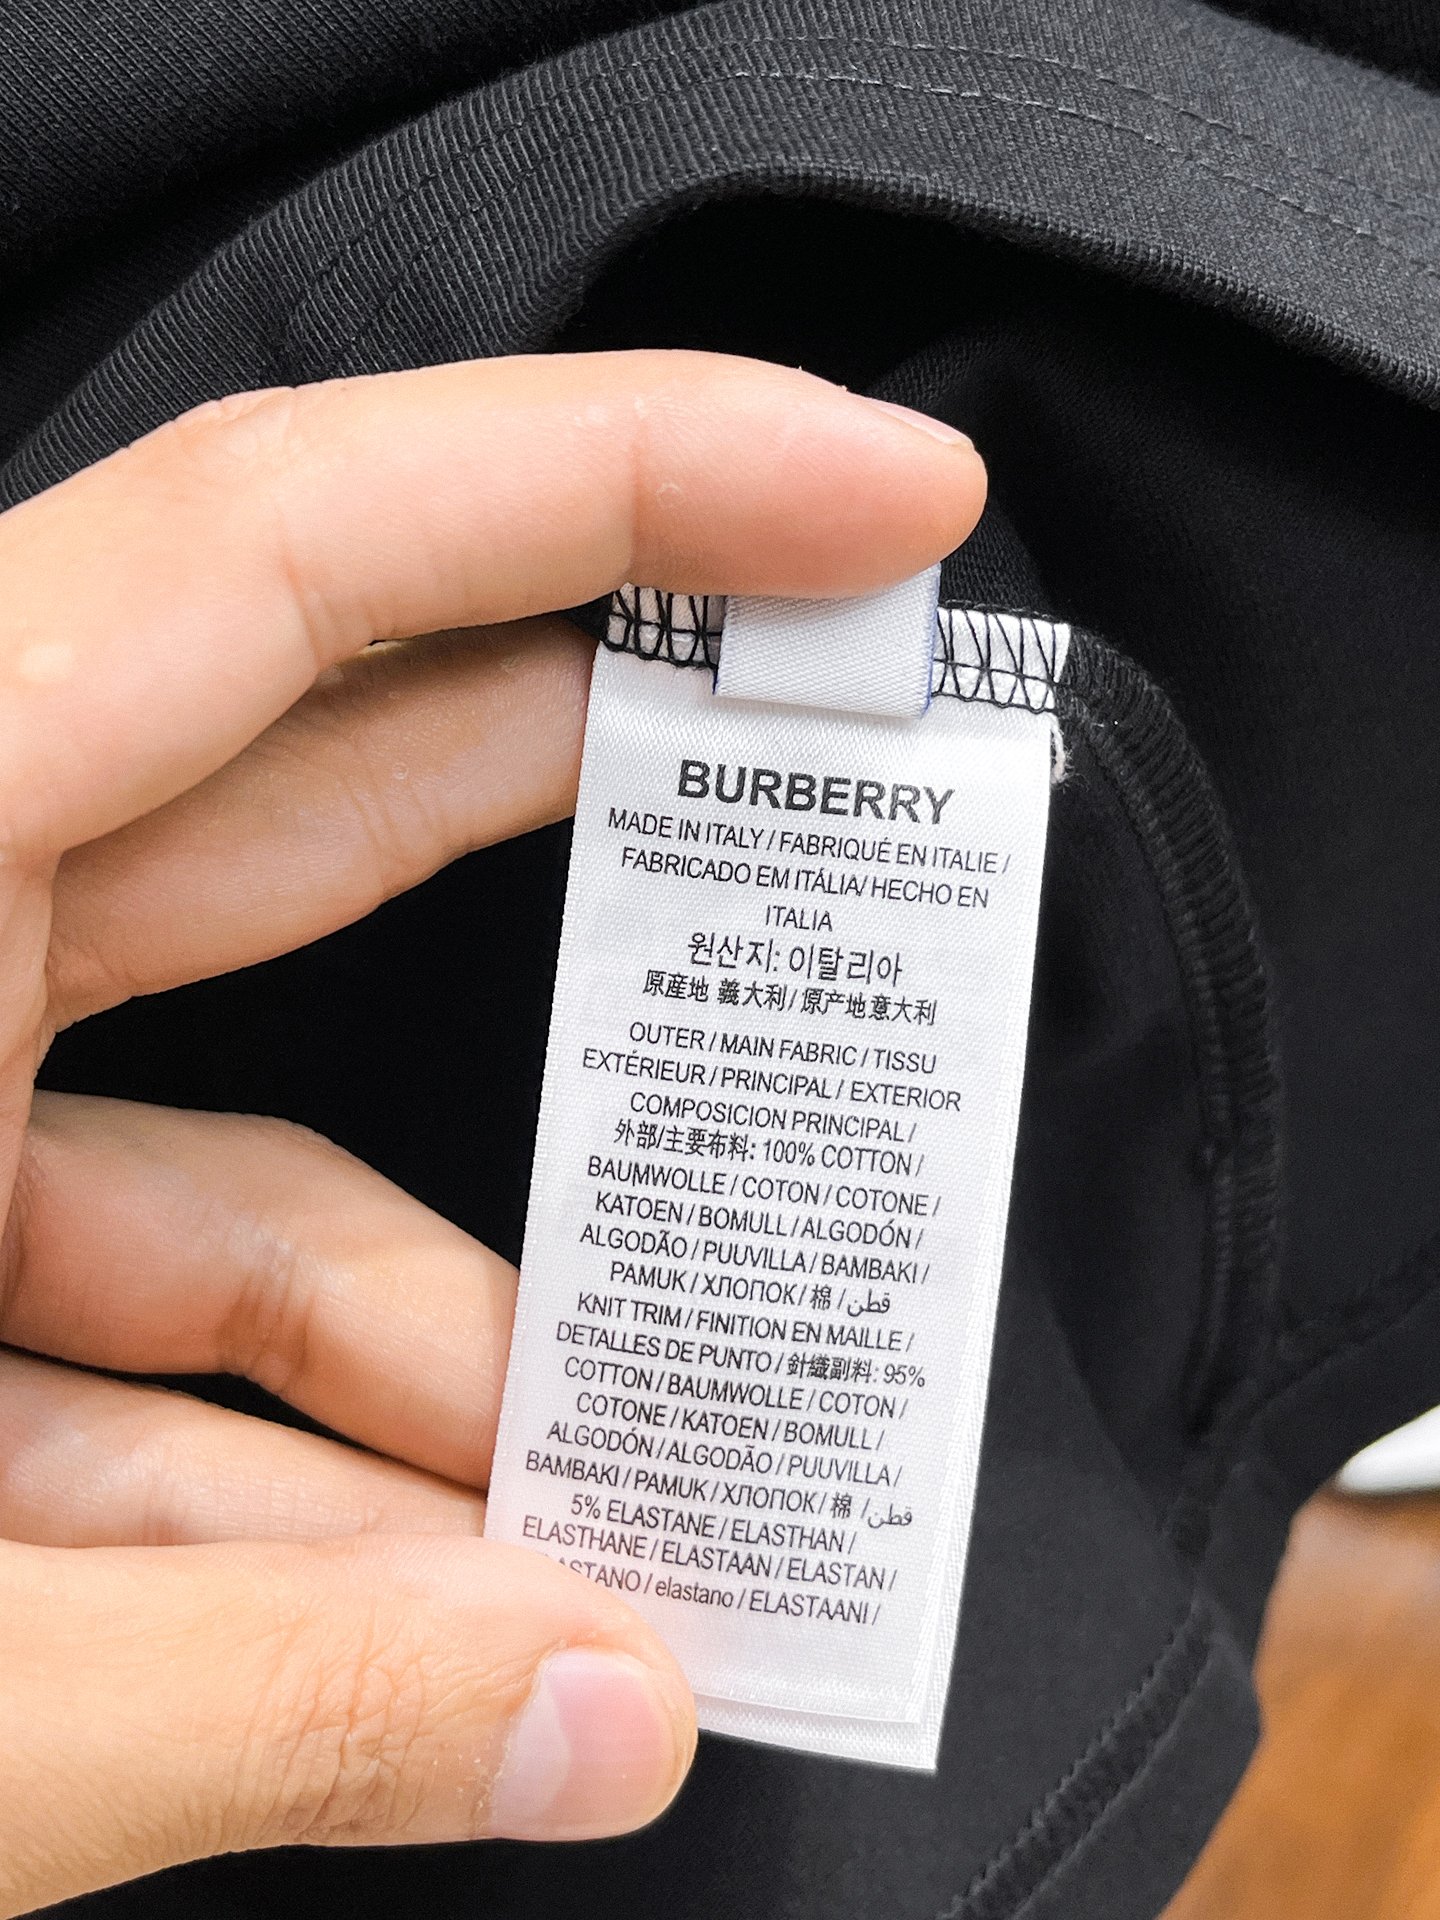 BURBERRY
MADE IN ITALY / FABRIQUÉ EN ITALIE /
FABRICADO EM ITÁLIA/ HECHO EN
ITALIA
원산지: 이탈리아
原産地 義大利 / 原产地意大利
OUTER / MAIN FABRIC / TISSU
EXTÉRIEUR / PRINCIPAL / EXTERIOR
COMPOSICION PRINCIPAL /
外部/主要布料: 100% COTTON /
BAUMWOLLE / COTON / COTONE /
KATOEN / BOMULL / ALGODÓN /
ALGODÃO / PUUVILLA / BAMBAKI /
PAMUK / ХЛОПОК / 棉 / قطن
KNIT TRIM / FINITION EN MAILLE /
DETALLES DE PUNTO / 針織副料: 95%
COTTON / BAUMWOLLE / COTON /
COTONE / KATOEN / BOMULL /
ALGODÓN / ALGODÃO / PUUVILLA /
BAMBAKI / PAMUK / ХЛОПОК / 棉 / قطن
5% ELASTANE / ELASTHAN /
ELASTHANE / ELASTAAN / ELASTAN /
/ elastano / ELASTAANI /